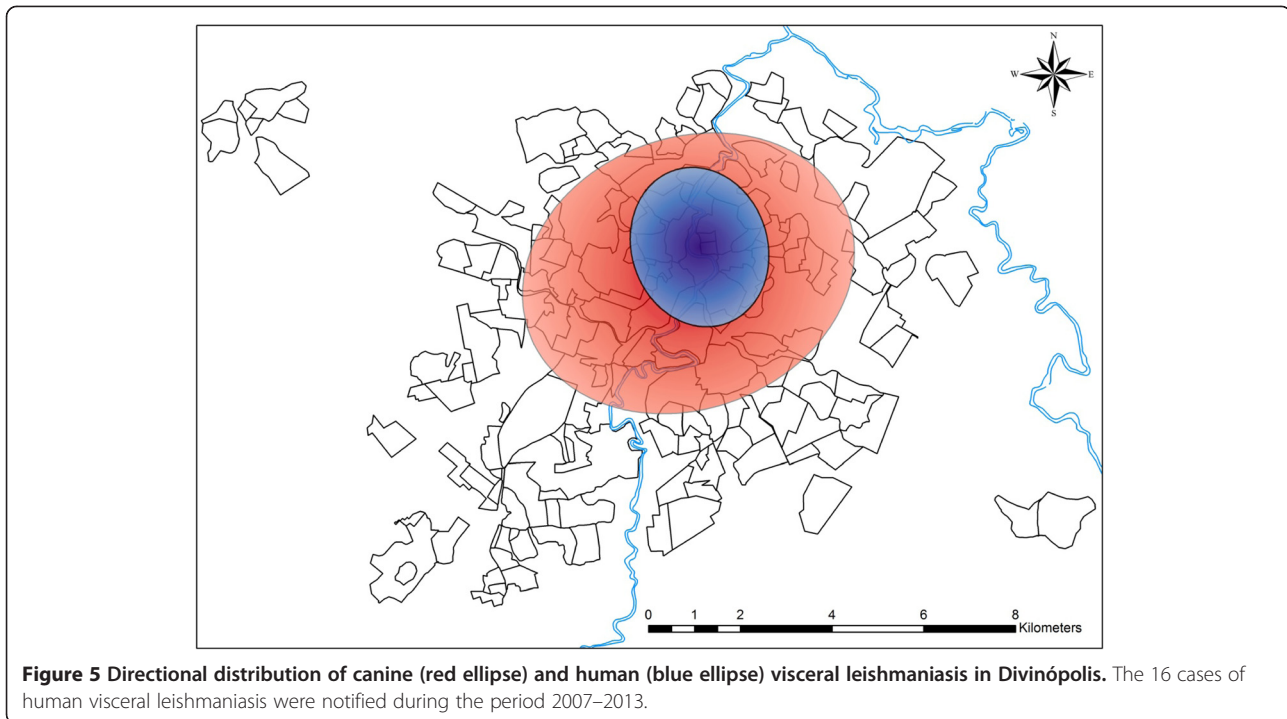 N
W E
S
0 1 2 4 6 8
Kilometers
Figure 5 Directional distribution of canine (red ellipse) and human (blue ellipse) visceral leishmaniasis in Divinópolis. The 16 cases of
human visceral leishmaniasis were notified during the period 2007–2013.